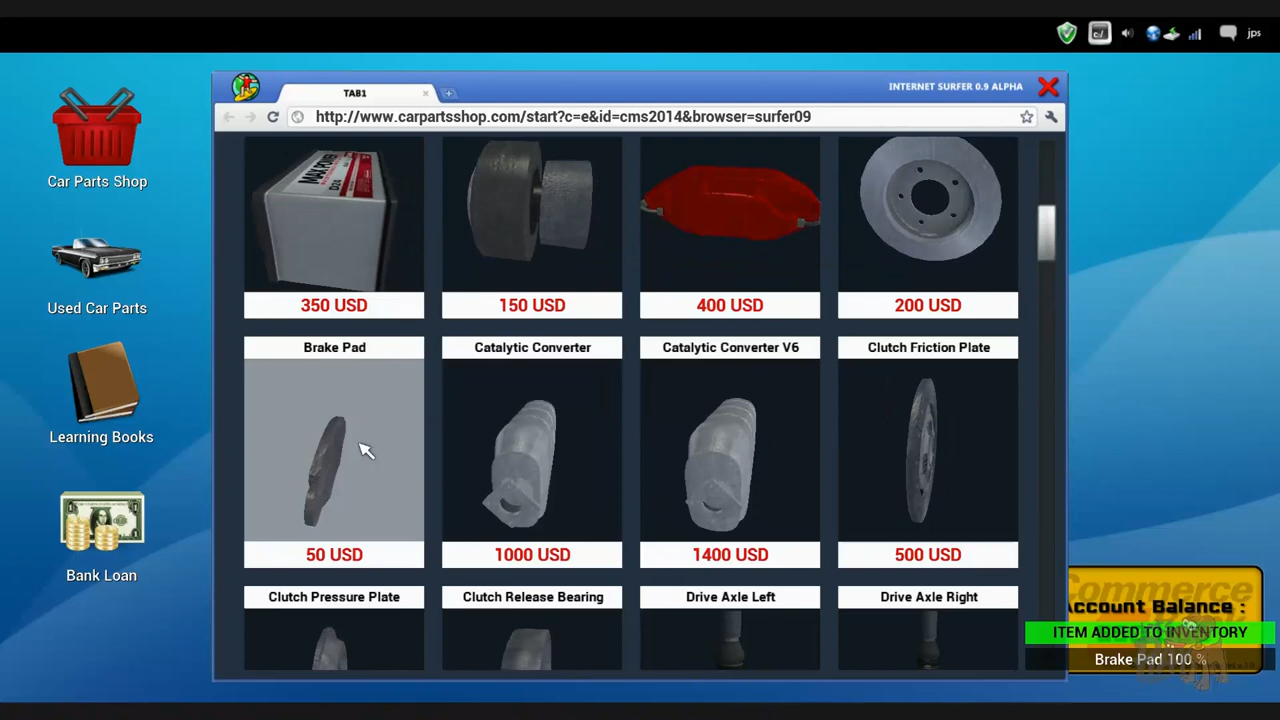 c:/
jps
TAB1
INTERNET SURFER 0.9 ALPHA
http://www.carpartsshop.com/start?c=e&id=cms2014&browser=surfer09
Car Parts Shop
Used Car Parts
Learning Books
Bank Loan
350 USD
150 USD
400 USD
200 USD
Brake Pad
Catalytic Converter
Catalytic Converter V6
Clutch Friction Plate
50 USD
1000 USD
1400 USD
500 USD
Clutch Pressure Plate
Clutch Release Bearing
Drive Axle Left
Drive Axle Right
Commerce
Account Balance :
ITEM ADDED TO INVENTORY
Brake Pad 100 %